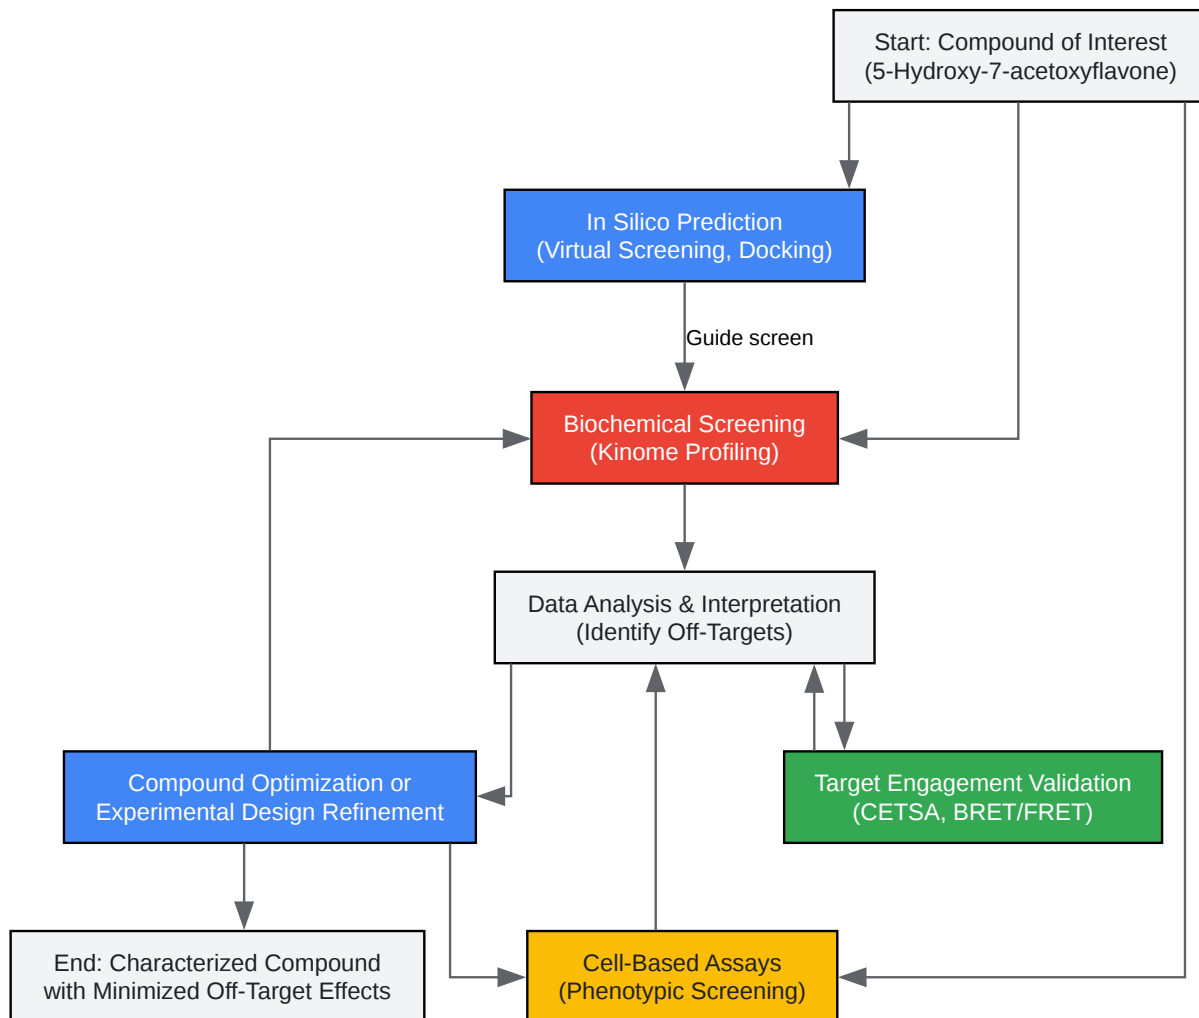 Start: Compound of Interest
(5-Hydroxy-7-acetoxyflavone)
In Silico Prediction
(Virtual Screening, Docking)
Guide screen
Biochemical Screening
(Kinome Profiling)
Data Analysis & Interpretation
(Identify Off-Targets)
Compound Optimization or
Experimental Design Refinement
Target Engagement Validation
(CETSA, BRET/FRET)
End: Characterized Compound
with Minimized Off-Target Effects
Cell-Based Assays
(Phenotypic Screening)